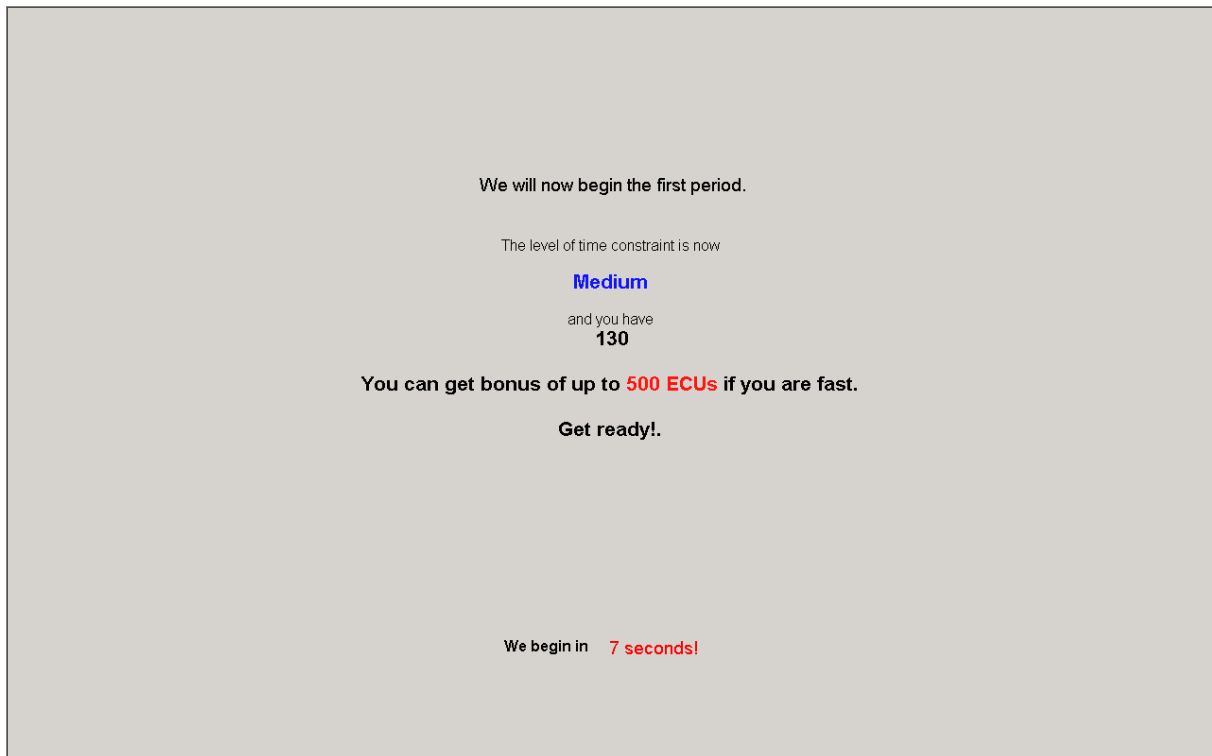 We will now begin the first period.
The level of time constraint is now
Medium
and you have
130
You can get bonus of up to 500 ECUs if you are fast.
Get ready!.
We begin in 7 seconds!